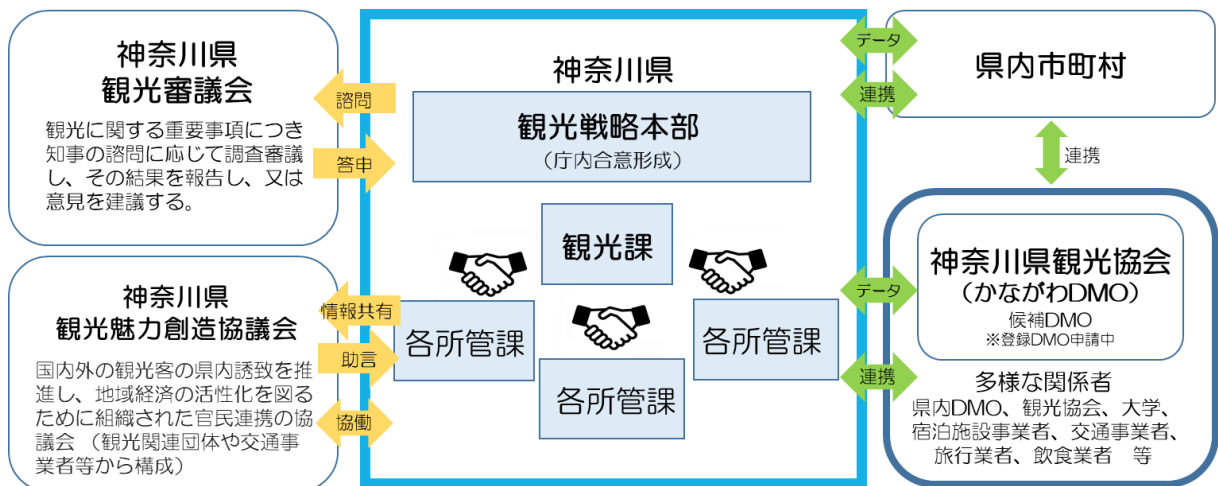 神奈川県
観光審議会
観光に関する重要事項につき
知事の諮問に応じて調査審議
し、その結果を報告し、又は
意見を建議する。
諮問
答申
神奈川県
観光魅力創造協議会
国内外の観光客の県内誘致を推
進し、地域経済の活性化を図る
ために組織された官民連携の協
議会 （観光関連団体や交通事
業者等から構成）
情報共有
助言
協働
神奈川県
観光戦略本部
（庁内合意形成）
観光課
各所管課
各所管課
各所管課
データ
連携
県内市町村
連携
データ
連携
神奈川県観光協会
（かながわDMO）
候補DMO
※登録DMO申請中
多様な関係者
県内DMO、観光協会、大学、
宿泊施設事業者、交通事業者、
旅行業者、飲食業者　等